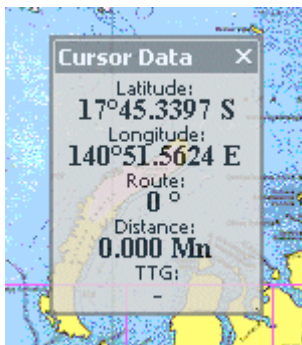 Cursor Data ×
Latitude:
17°45.3397 S
Longitude:
140°51.5624 E
Route:
0 °
Distance:
0.000 Mn
TTG:
-